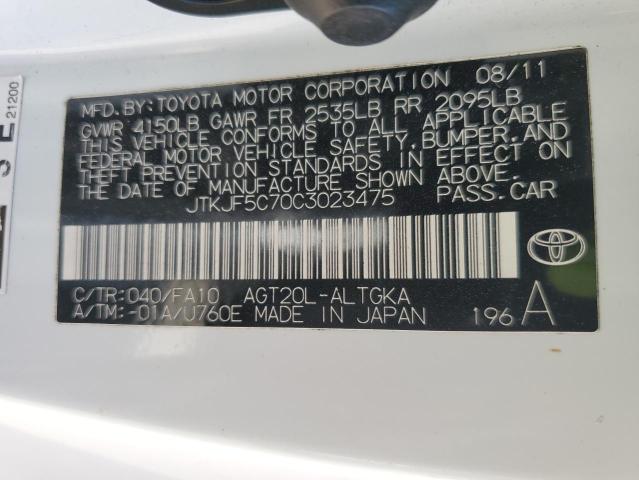 MFD. BY: TOYOTA MOTOR CORPORATION 08/11
GVWR 4150LB GAWR FR 2535LB RR 2095LB
THIS VEHICLE CONFORMS TO ALL APPLICABLE
FEDERAL MOTOR VEHICLE SAFETY, BUMPER, AND
THEFT PREVENTION STANDARDS IN EFFECT ON
THE DATE OF MANUFACTURE SHOWN ABOVE.
JTKJF5C70C3023475 PASS. CAR
C/TR: 040/FA10 AGT20L-ALTGKA
A/TM: -01A/U760E MADE IN JAPAN 196 A
21200